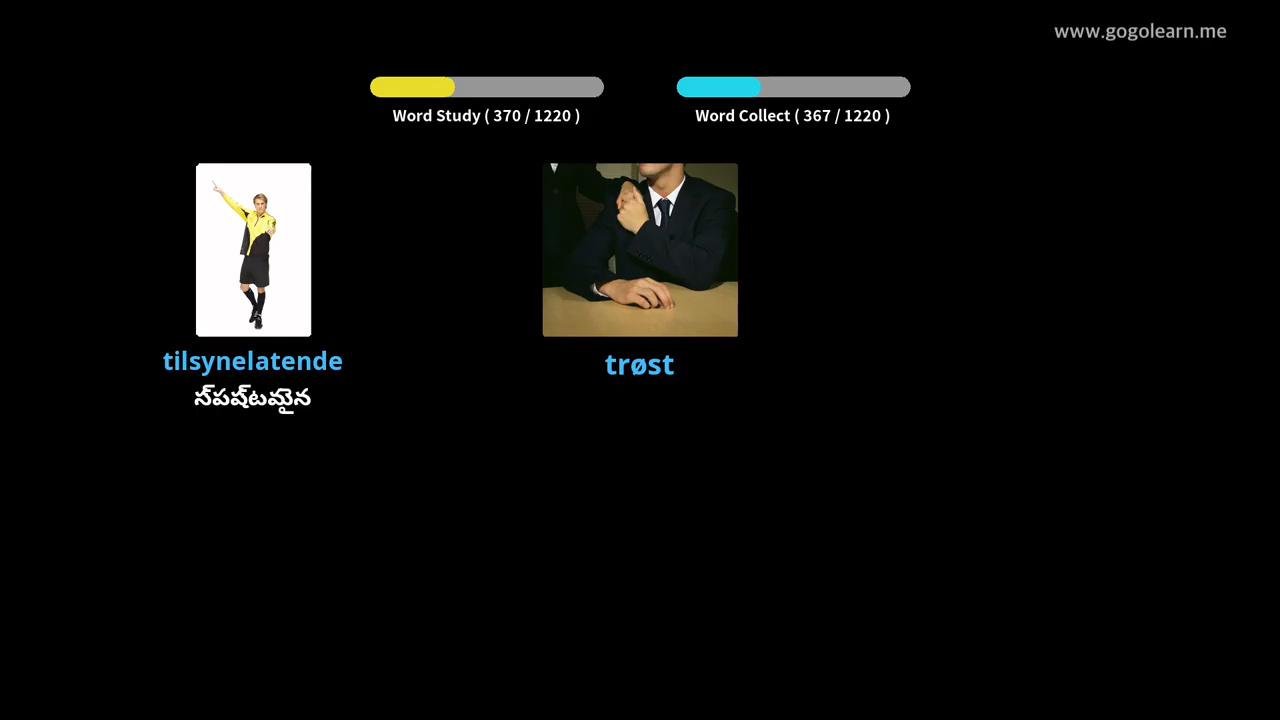 www.gogolearn.me
Word Study ( 370 / 1220 )
Word Collect ( 367 / 1220 )
tilsynelatende
స్పష్టమైన
trøst